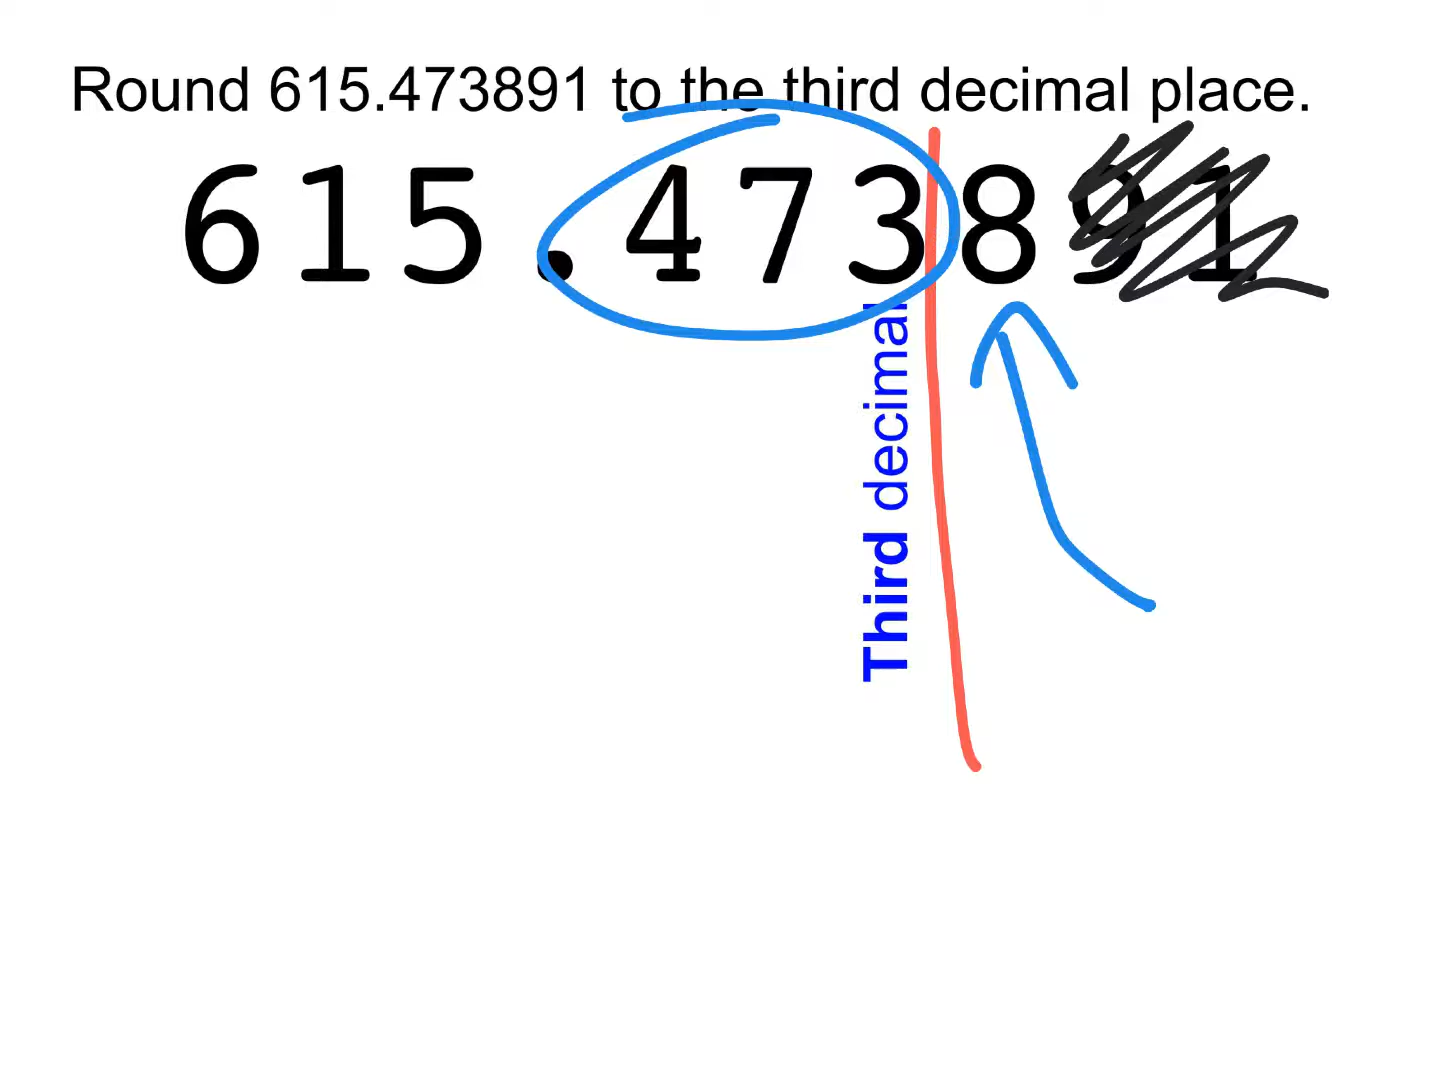 Round 615.473891 to the third decimal place.
615.473891
Third decimal